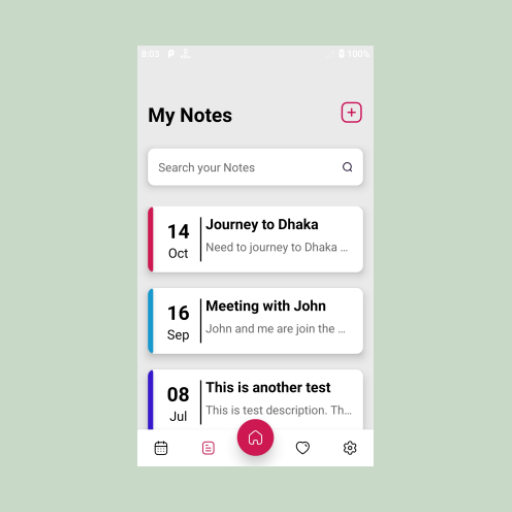 8:03 100%
My Notes
Search your Notes
14 Oct
Journey to Dhaka
Need to journey to Dhaka ...
16 Sep
Meeting with John
John and me are join the ...
08 Jul
This is another test
This is test description. Th...